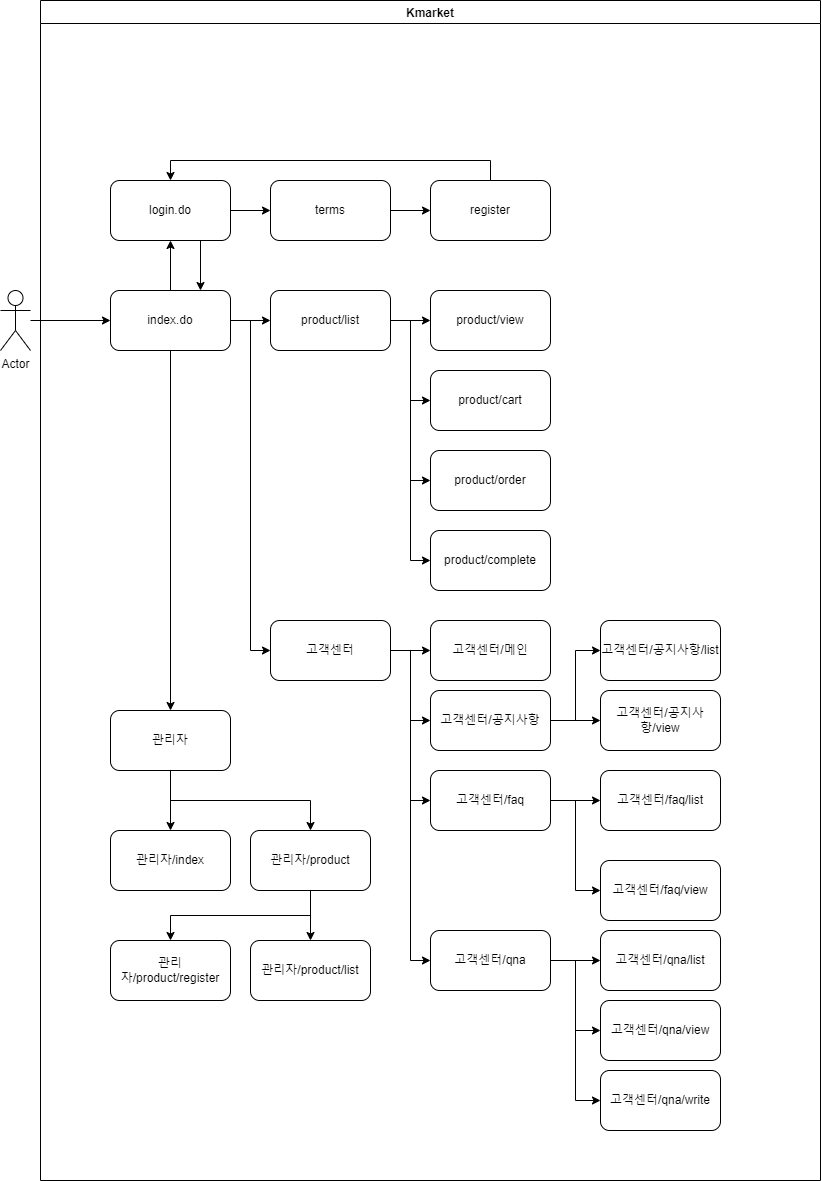 Kmarket
login.do
terms
register
Actor
index.do
product/list
product/view
product/cart
product/order
product/complete
고객센터
고객센터/메인
고객센터/공지사항/list
고객센터/공지사항
고객센터/공지사
항/view
관리자
고객센터/faq
고객센터/faq/list
관리자/index
관리자/product
고객센터/faq/view
관리
자/product/register
관리자/product/list
고객센터/qna
고객센터/qna/list
고객센터/qna/view
고객센터/qna/write